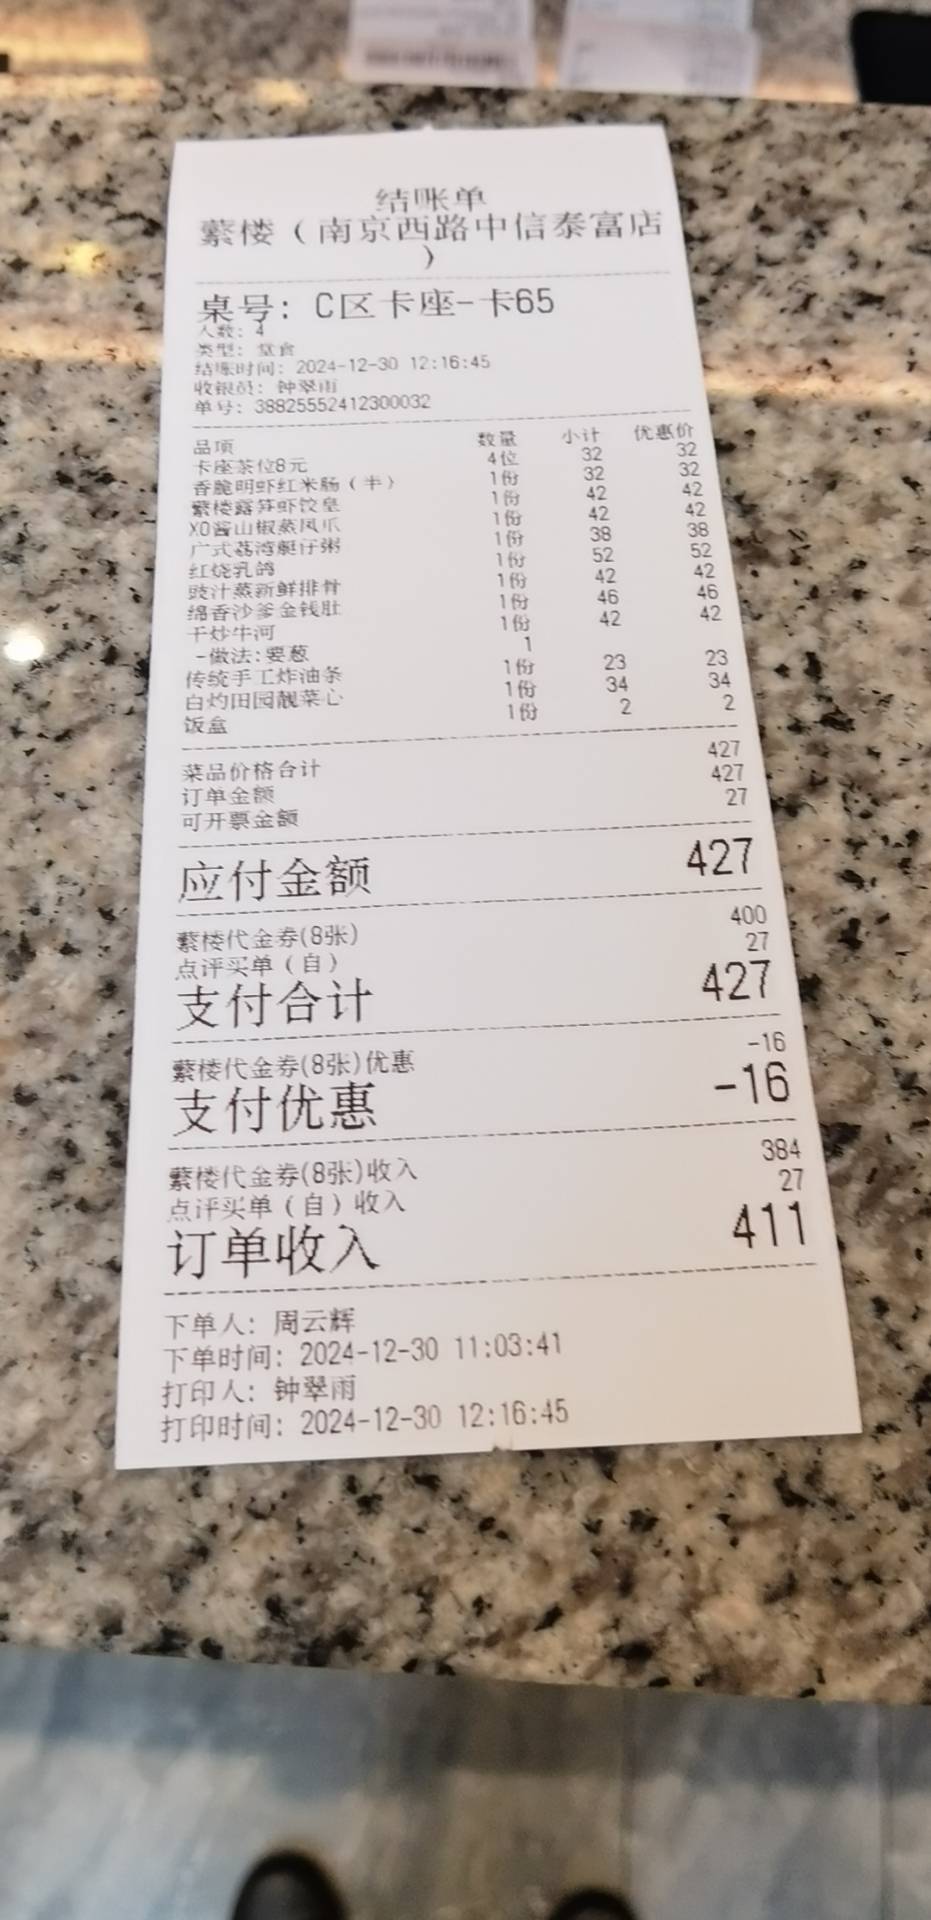 结账单
蘩楼（南京西路中信泰富店
）
桌号: C区卡座-卡65
人数: 4
类型: 堂食
结账时间: 2024-12-30 12:16:45
收银员: 钟翠雨
单号: 38825552412300032
品项 数量 小计 优惠价
卡座茶位8元 4位 32 32
香脆明虾红米肠（半） 1份 32 32
蘩楼露笋虾饺皇 1份 42 42
XO酱山椒蒸凤爪 1份 42 42
广式荔湾艇仔粥 1份 38 38
红烧乳鸽 1份 52 52
豉汁蒸新鲜排骨 1份 42 42
绵香沙爹金钱肚 1份 46 46
干炒牛河 1份 42 42
-做法:要葱 1
传统手工炸油条 1份 23 23
白灼田园靓菜心 1份 34 34
饭盒 1份 2 2
菜品价格合计 427
订单金额 427
可开票金额 27
应付金额 427
蘩楼代金券(8张) 400
点评买单（自） 27
支付合计 427
蘩楼代金券(8张)优惠 -16
支付优惠 -16
蘩楼代金券(8张)收入 384
点评买单（自）收入 27
订单收入 411
下单人: 周云辉
下单时间: 2024-12-30 11:03:41
打印人: 钟翠雨
打印时间: 2024-12-30 12:16:45